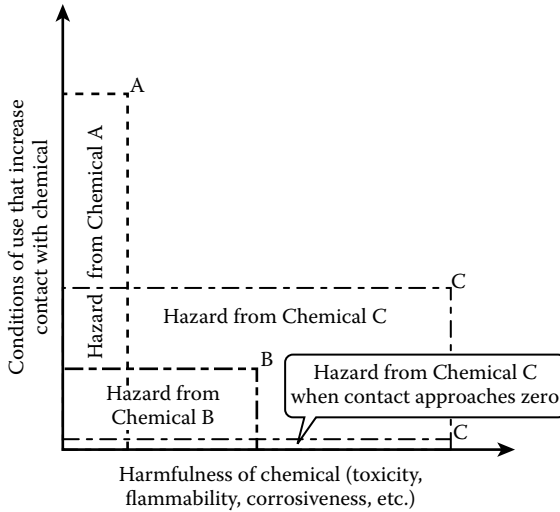 Conditions of use that increase
contact with chemical
A
Hazard from Chemical A
C
Hazard from Chemical C
B
Hazard from
Chemical B
Hazard from Chemical C
when contact approaches zero
C
Harmfulness of chemical (toxicity,
flammability, corrosiveness, etc.)